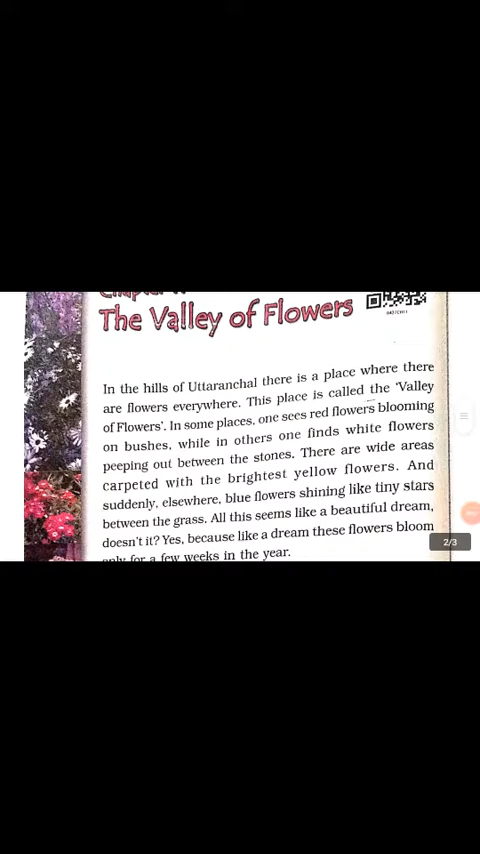 The Valley of Flowers
In the hills of Uttaranchal there is a place where there
are flowers everywhere. This place is called the 'Valley
of Flowers'. In some places, one sees red flowers blooming
on bushes, while in others one finds white flowers
peeping out between the stones. There are wide areas
carpeted with the brightest yellow flowers. And
suddenly, elsewhere, blue flowers shining like tiny stars
between the grass. All this seems like a beautiful dream,
doesn't it? Yes, because like a dream these flowers bloom
only for a few weeks in the year.
2/3